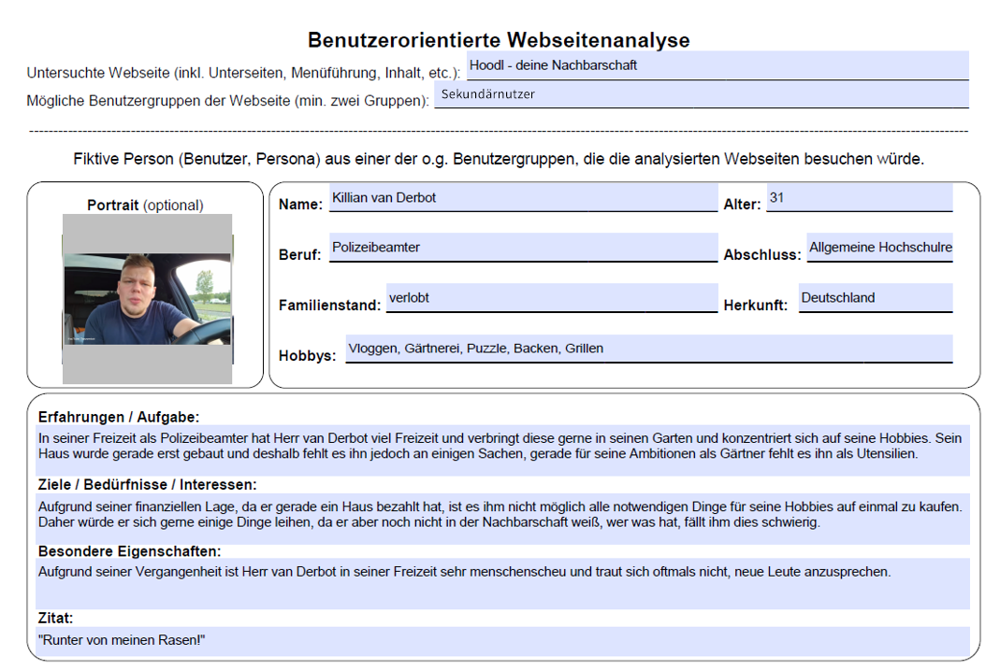 Benutzerorientierte Webseitenanalyse
Untersuchte Webseite (inkl. Unterseiten, Menüführung, Inhalt, etc.): Hoodl - deine Nachbarschaft
Mögliche Benutzergruppen der Webseite (min. zwei Gruppen): Sekundärnutzer
Fiktive Person (Benutzer, Persona) aus einer der o.g. Benutzergruppen, die die analysierten Webseiten besuchen würde.
Portrait (optional)
Name: Killian van Derbot Alter: 31
Beruf: Polizeibeamter Abschluss: Allgemeine Hochschulre
Familienstand: verlobt Herkunft: Deutschland
Hobbys: Vloggen, Gärtnerei, Puzzle, Backen, Grillen
Erfahrungen / Aufgabe:
In seiner Freizeit als Polizeibeamter hat Herr van Derbot viel Freizeit und verbringt diese gerne in seinen Garten und konzentriert sich auf seine Hobbies. Sein
Haus wurde gerade erst gebaut und deshalb fehlt es ihn jedoch an einigen Sachen, gerade für seine Ambitionen als Gärtner fehlt es ihn als Utensilien.
Ziele / Bedürfnisse / Interessen:
Aufgrund seiner finanziellen Lage, da er gerade ein Haus bezahlt hat, ist es ihm nicht möglich alle notwendigen Dinge für seine Hobbies auf einmal zu kaufen.
Daher würde er sich gerne einige Dinge leihen, da er aber noch nicht in der Nachbarschaft weiß, wer was hat, fällt ihm dies schwierig.
Besondere Eigenschaften:
Aufgrund seiner Vergangenheit ist Herr van Derbot in seiner Freizeit sehr menschenscheu und traut sich oftmals nicht, neue Leute anzusprechen.
Zitat:
"Runter von meinen Rasen!"